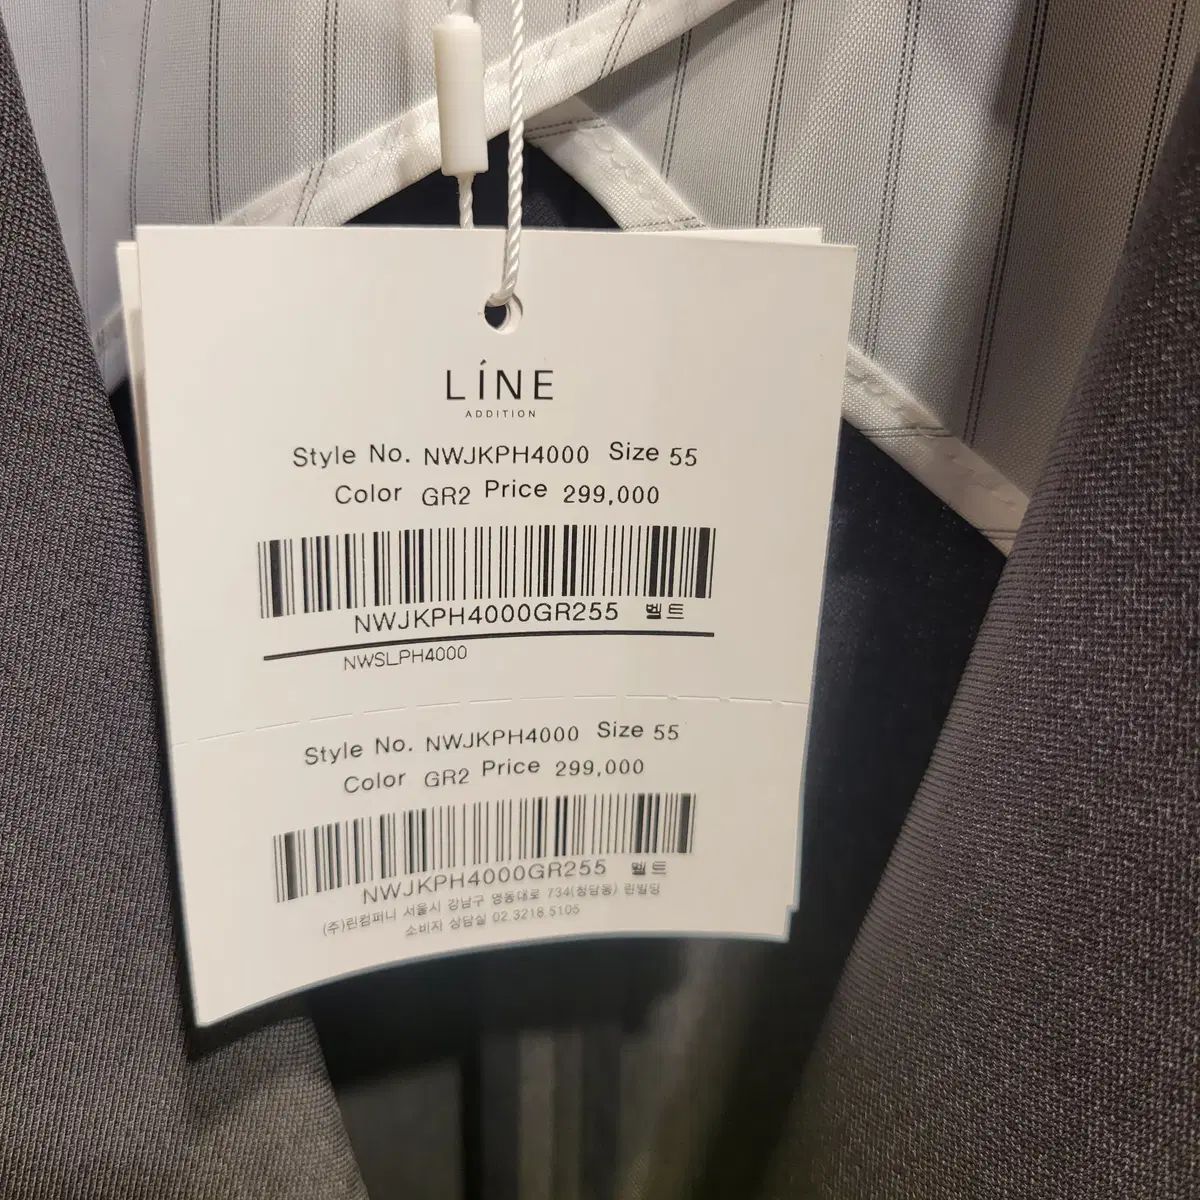 LÍNE
ADDITION
Style No. NWJKPH4000 Size 55
Color GR2 Price 299,000
NWJKPH4000GR255 벨트
NWSLPH4000
Style No. NWJKPH4000 Size 55
Color GR2 Price 299,000
NWJKPH4000GR255 벨트
(주)린컴퍼니 서울시 강남구 영동대로 734(청담동) 린빌딩
소비자 상담실 02.3218.5105